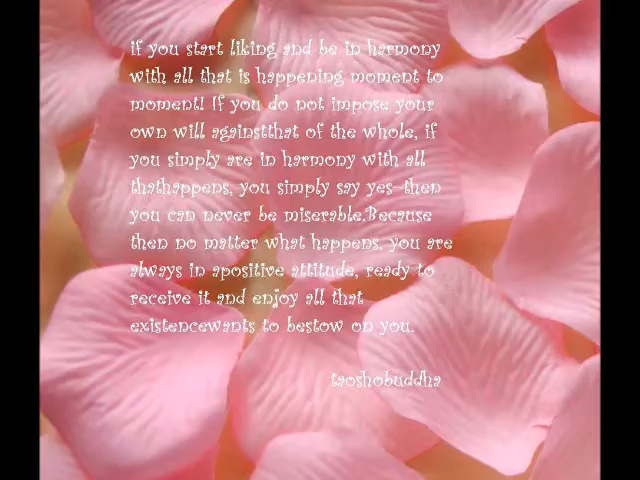 if you start liking and be in harmony
with all that is happening moment to
moment! If you do not impose your
own will againstthat of the whole, if
you simply are in harmony with all
thathappens, you simply say yes-then
you can never be miserable.Because
then no matter what happens, you are
always in apositive attitude, ready to
receive it and enjoy all that
existencewants to bestow on you.
taoshobuddha